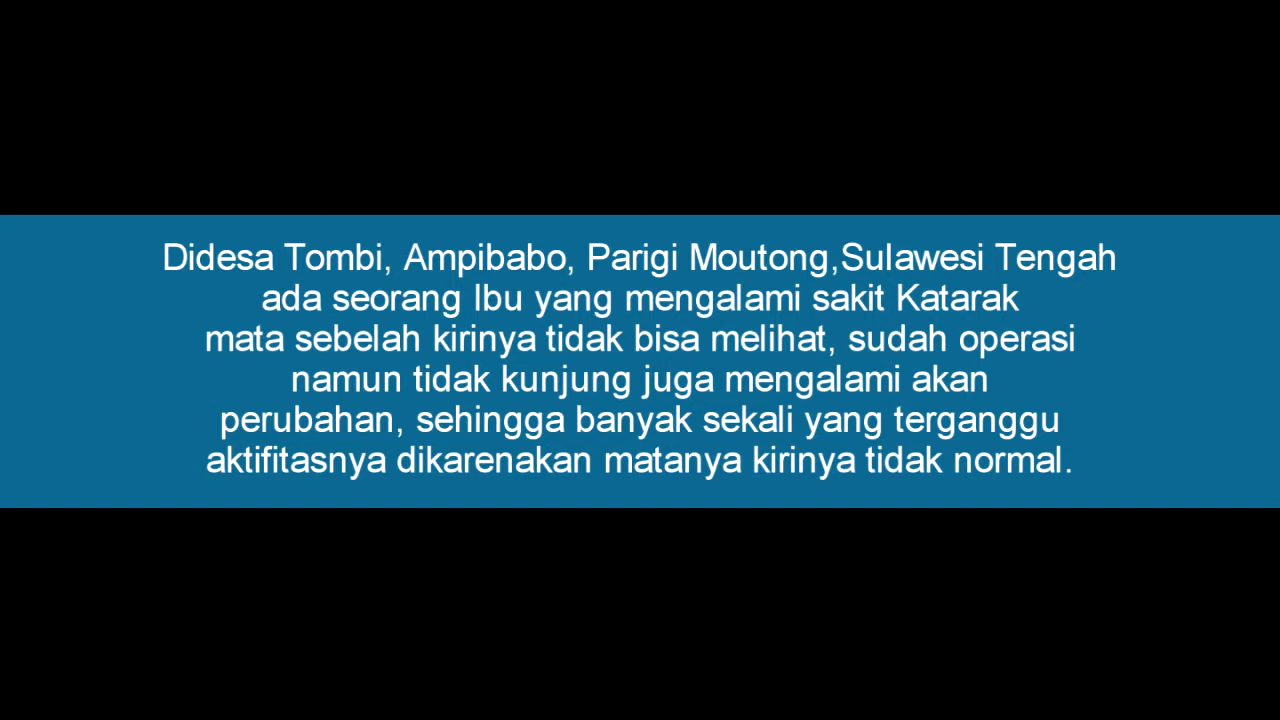 Didesa Tombi, Ampibabo, Parigi Moutong,Sulawesi Tengah
ada seorang Ibu yang mengalami sakit Katarak
mata sebelah kirinya tidak bisa melihat, sudah operasi
namun tidak kunjung juga mengalami akan
perubahan, sehingga banyak sekali yang terganggu
aktifitasnya dikarenakan matanya kirinya tidak normal.